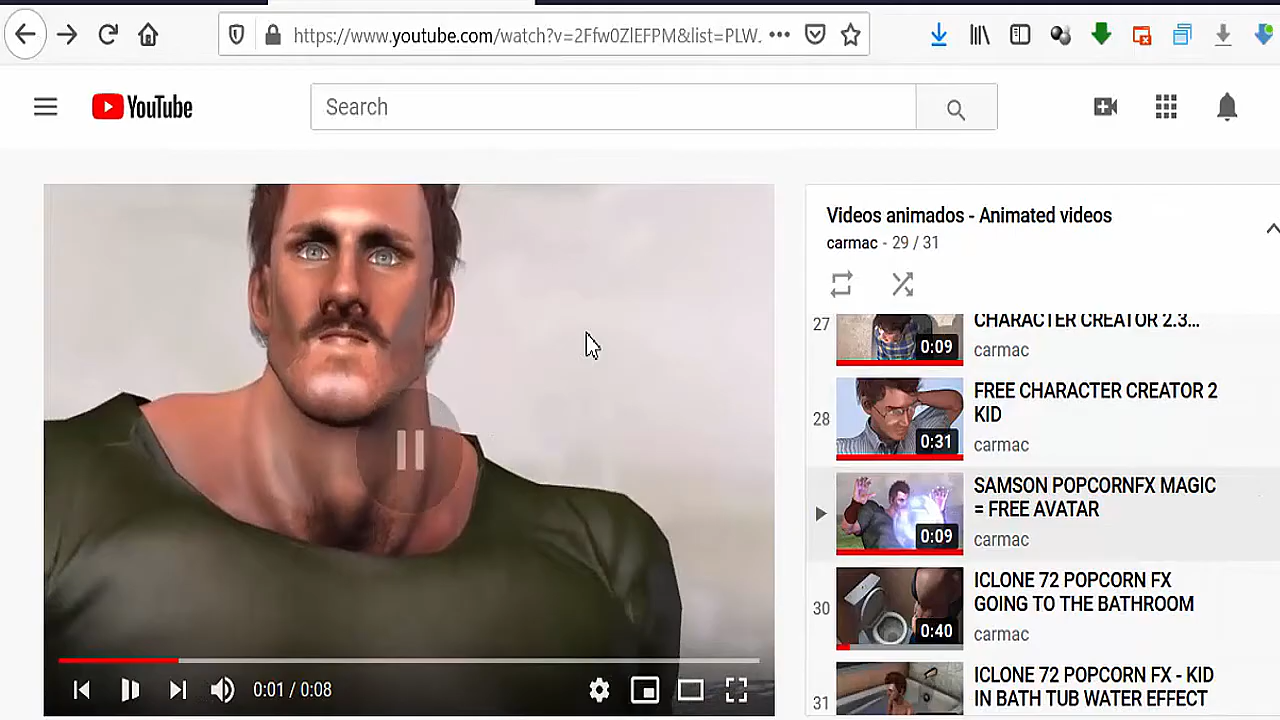 https://www.youtube.com/watch?v=2Ffw0ZlEFPM&list=PLW.
YouTube
Search
Videos animados - Animated videos
carmac - 29 / 31
27
0:09
CHARACTER CREATOR 2.3...
carmac
28
0:31
FREE CHARACTER CREATOR 2
KID
carmac
0:09
SAMSON POPCORNFX MAGIC
= FREE AVATAR
carmac
30
0:40
ICLONE 72 POPCORN FX
GOING TO THE BATHROOM
carmac
31
ICLONE 72 POPCORN FX - KID
IN BATH TUB WATER EFFECT
0:01 / 0:08